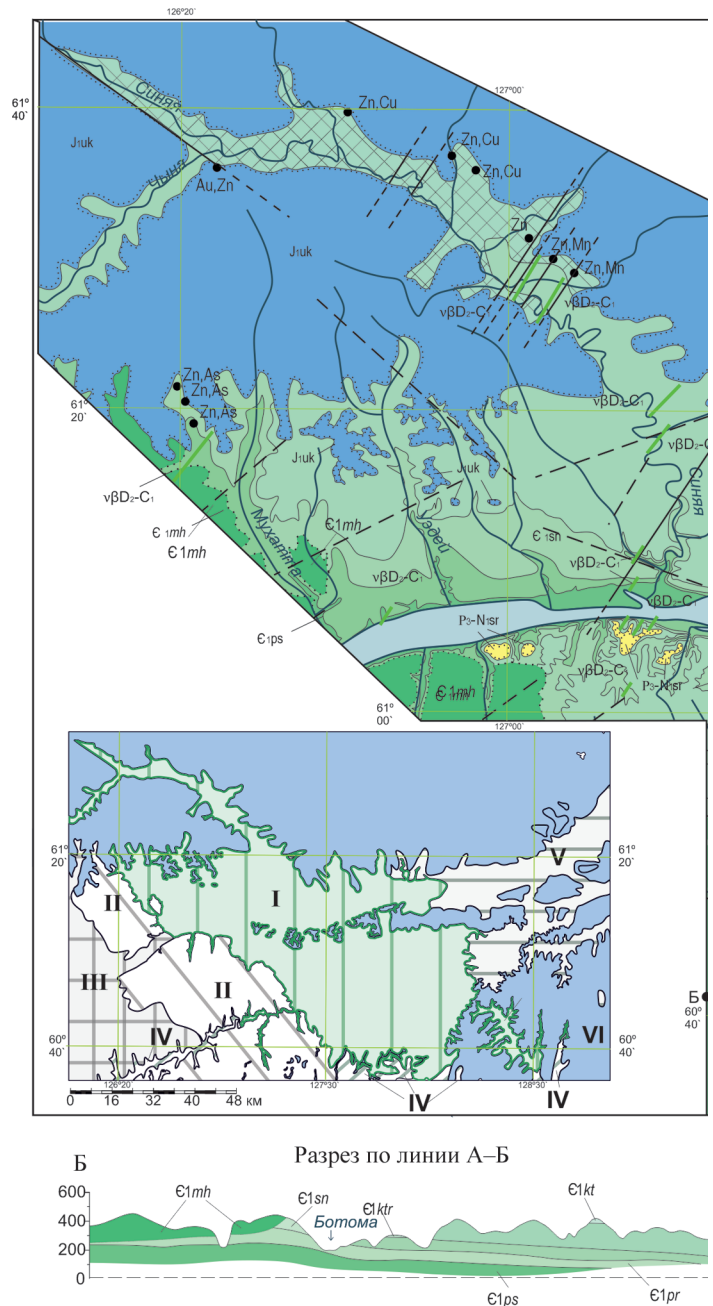 126°20'
61°
40'
Синяя
Zn,Cu
127°00'
J₁uk
Чына
Au,Zn
Zn,Cu
Zn,Cu
Zn
Zn,Mn
Zn,Mn
J₁uk
νβD₂-C₁
νβD₂-C₁
Zn,As
Zn,As
Zn,As
61°
20'
νβD₂-C₁
νβD₂-C₁
J₁uk
J₁uk
νβD₂-C₁
Є₁mh
Є1mh
Мухатта
Є1mh
Є₁sn
νβD₂-C₁
νβD₂-C₁
νβD₂-C₁
Є₁ps
P₃-N₁sr
νβD₂-C₁
P₃-N₁sr
Є1mh
61°
00'
127°00'
61°
20'
I
II
II
III
IV
V
VI
61°
20'
60°
40'
60°
40'
IV
IV
126°20'
127°30'
128°30'
0 16 32 40 48 км
Б
60°
40'
Разрез по линии А–Б
Б
600
400
200
0
Є1mh
Є1sn
Ботома
Є1ktr
Є1kt
Є1ps
Є1pr